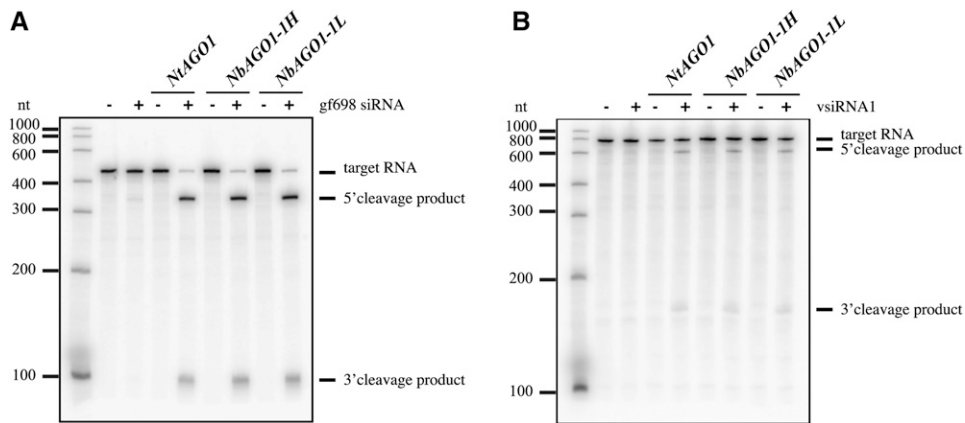 A
NtAGO1 NbAGO1-1H NbAGO1-1L
nt - + - + - + - + gf698 siRNA
1000
800
600
target RNA
400
5'cleavage product
300
200
100
3'cleavage product
B
NtAGO1 NbAGO1-1H NbAGO1-1L
nt - + - + - + - + vsiRNA1
1000
800
target RNA
600
5'cleavage product
400
300
200
3'cleavage product
100